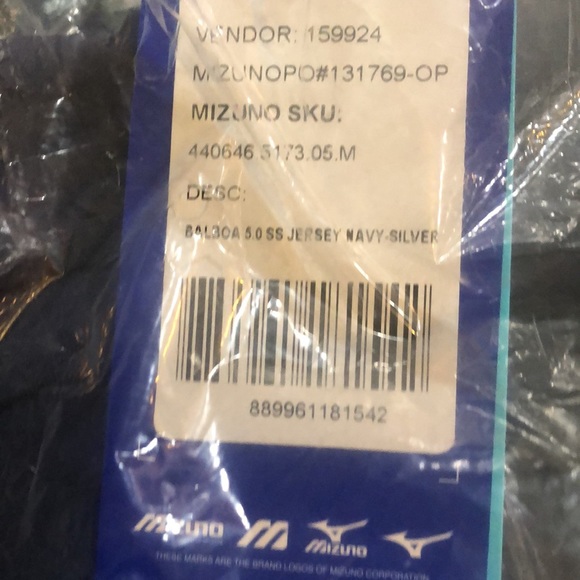 VENDOR: 159924
MIZUNOPO#131769-OP
MIZUNO SKU:
440646 5173.05.M
DESC:
BALBOA 5.0 SS JERSEY NAVY-SILVER
889961181542
MIZUNO
MIZUNO
THESE MARKS ARE THE BRAND LOGOS OF MIZUNO CORPORATION